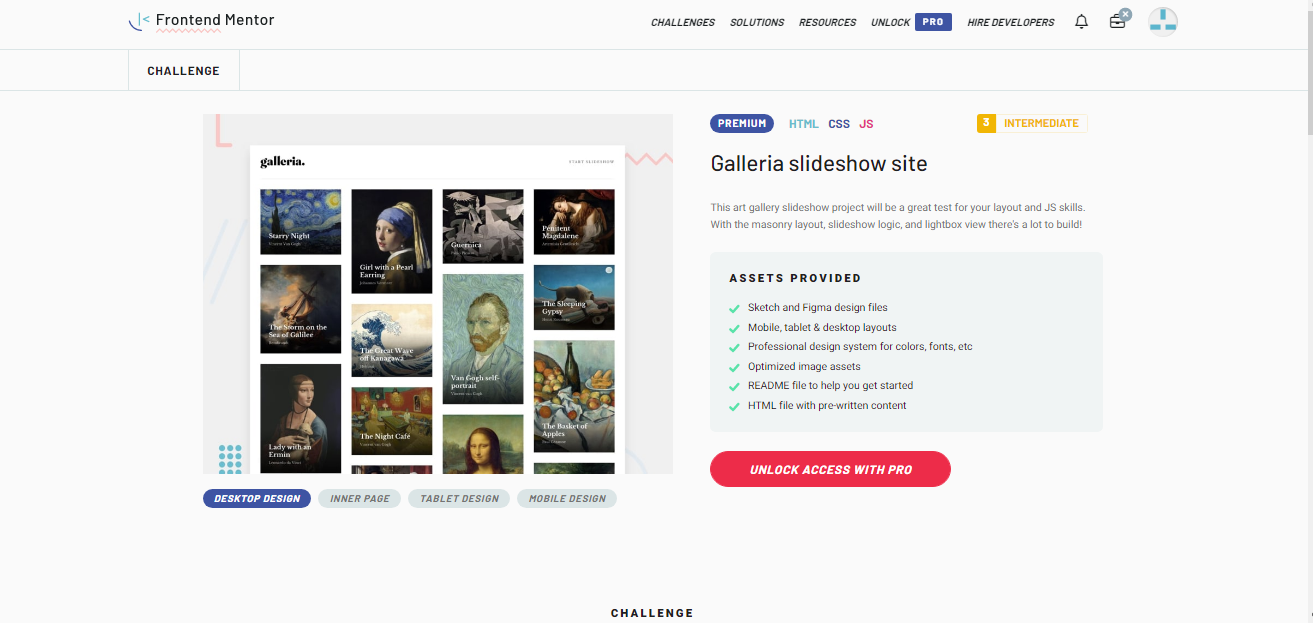 Frontend Mentor
CHALLENGES SOLUTIONS RESOURCES UNLOCK PRO HIRE DEVELOPERS
CHALLENGE
galleria.
START SLIDESHOW
Starry Night
Vincent Van Gogh
Girl with a Pearl
Earring
Johannes Vermeer
Guernica
Pablo Picasso
Penitent
Magdalene
Artemisia Gentileschi
The Storm on the
Sea of Galilee
Rembrandt
The Great Wave
off Kanagawa
Hokusai
Van Gogh self-
portrait
Vincent van Gogh
The Sleeping
Gypsy
Henri Rousseau
Lady with an
Ermin
Leonardo da Vinci
The Night Café
Vincent van Gogh
The Basket of
Apples
Paul Cézanne
DESKTOP DESIGN INNER PAGE TABLET DESIGN MOBILE DESIGN
PREMIUM HTML CSS JS 3 INTERMEDIATE
Galleria slideshow site
This art gallery slideshow project will be a great test for your layout and JS skills.
With the masonry layout, slideshow logic, and lightbox view there's a lot to build!
ASSETS PROVIDED
Sketch and Figma design files
Mobile, tablet & desktop layouts
Professional design system for colors, fonts, etc
Optimized image assets
README file to help you get started
HTML file with pre-written content
UNLOCK ACCESS WITH PRO
CHALLENGE